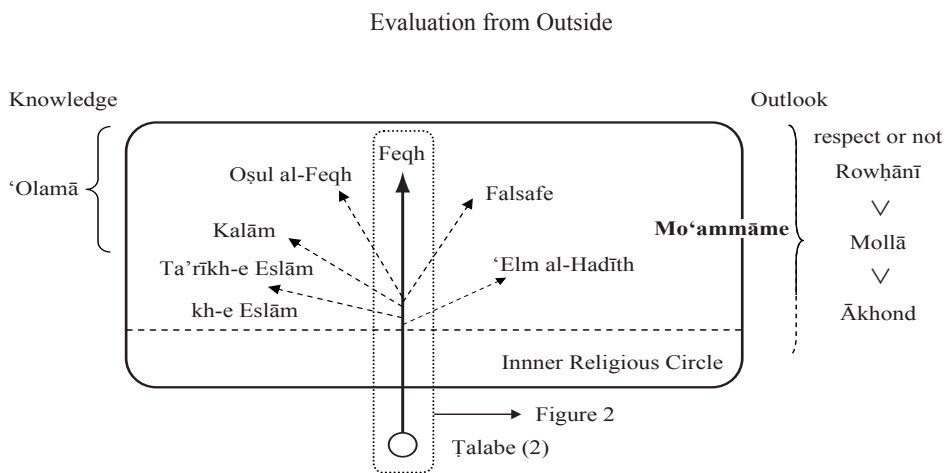 Evaluation from Outside
Knowledge
Outlook
respect or not
Feqh
Oṣul al-Feqh
Falsafe
Rowḥānī
‘Olamā
Kalām
Mo‘ammāme
Mollā
Ta’rīkh-e Eslām
‘Elm al-Hadīth
kh-e Eslām
Ākhond
Innner Religious Circle
Figure 2
Ṭalabe (2)